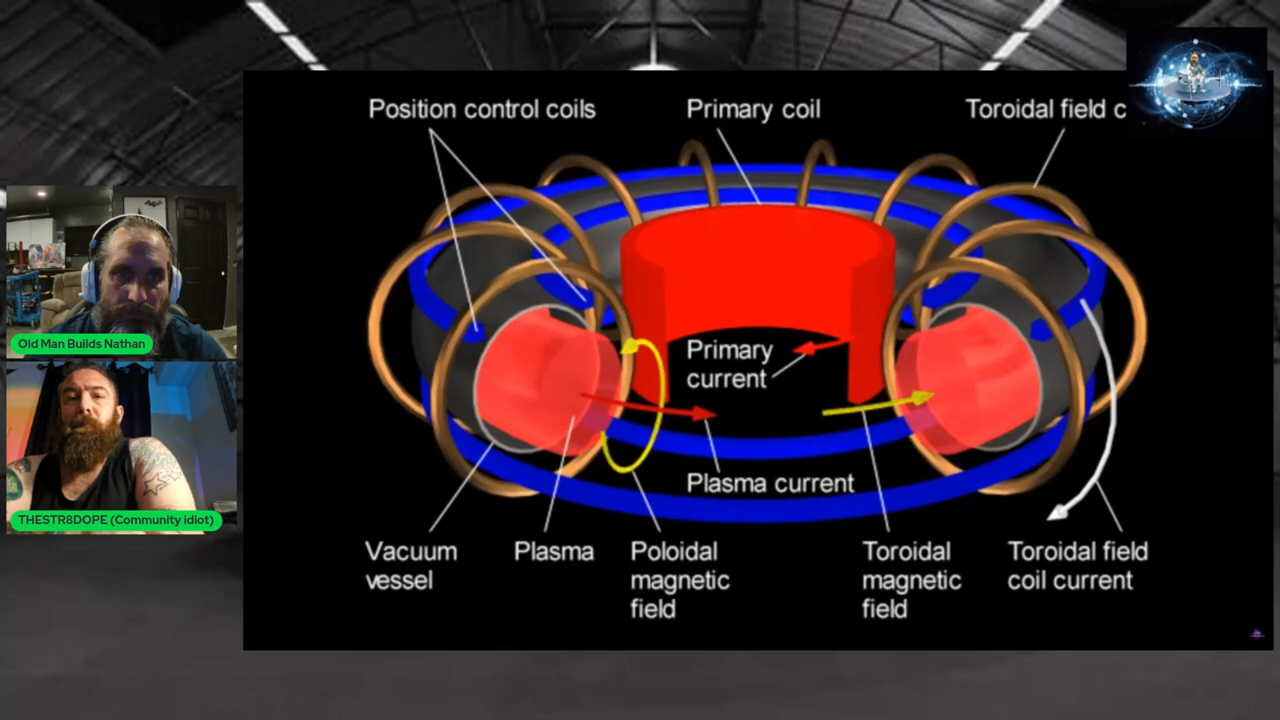 Position control coils
Primary coil
Toroidal field c
Primary
current
Plasma current
Vacuum
vessel
Plasma
Poloidal
magnetic
field
Toroidal
magnetic
field
Toroidal field
coil current
Old Man Builds Nathan
THESTR8DOPE (Community idiot)